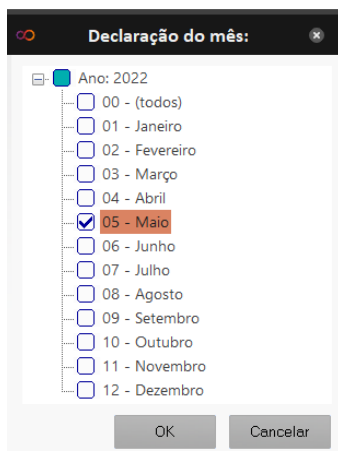 Declaração do mês:
Ano: 2022
00 - (todos)
01 - Janeiro
02 - Fevereiro
03 - Março
04 - Abril
05 - Maio
06 - Junho
07 - Julho
08 - Agosto
09 - Setembro
10 - Outubro
11 - Novembro
12 - Dezembro
OK Cancelar